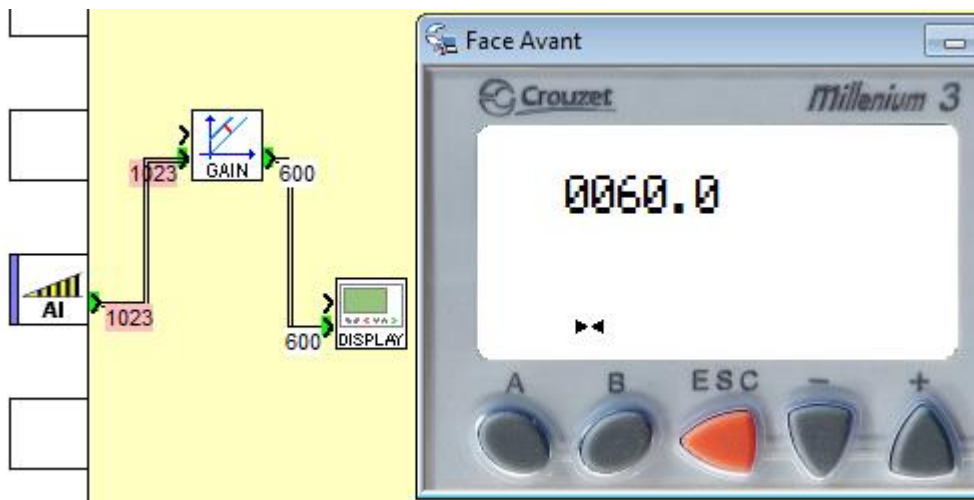 1023
GAIN
600
AI
1023
600
DISPLAY
Face Avant
Crouzet
Millenium 3
0060.0
A B ESC − +